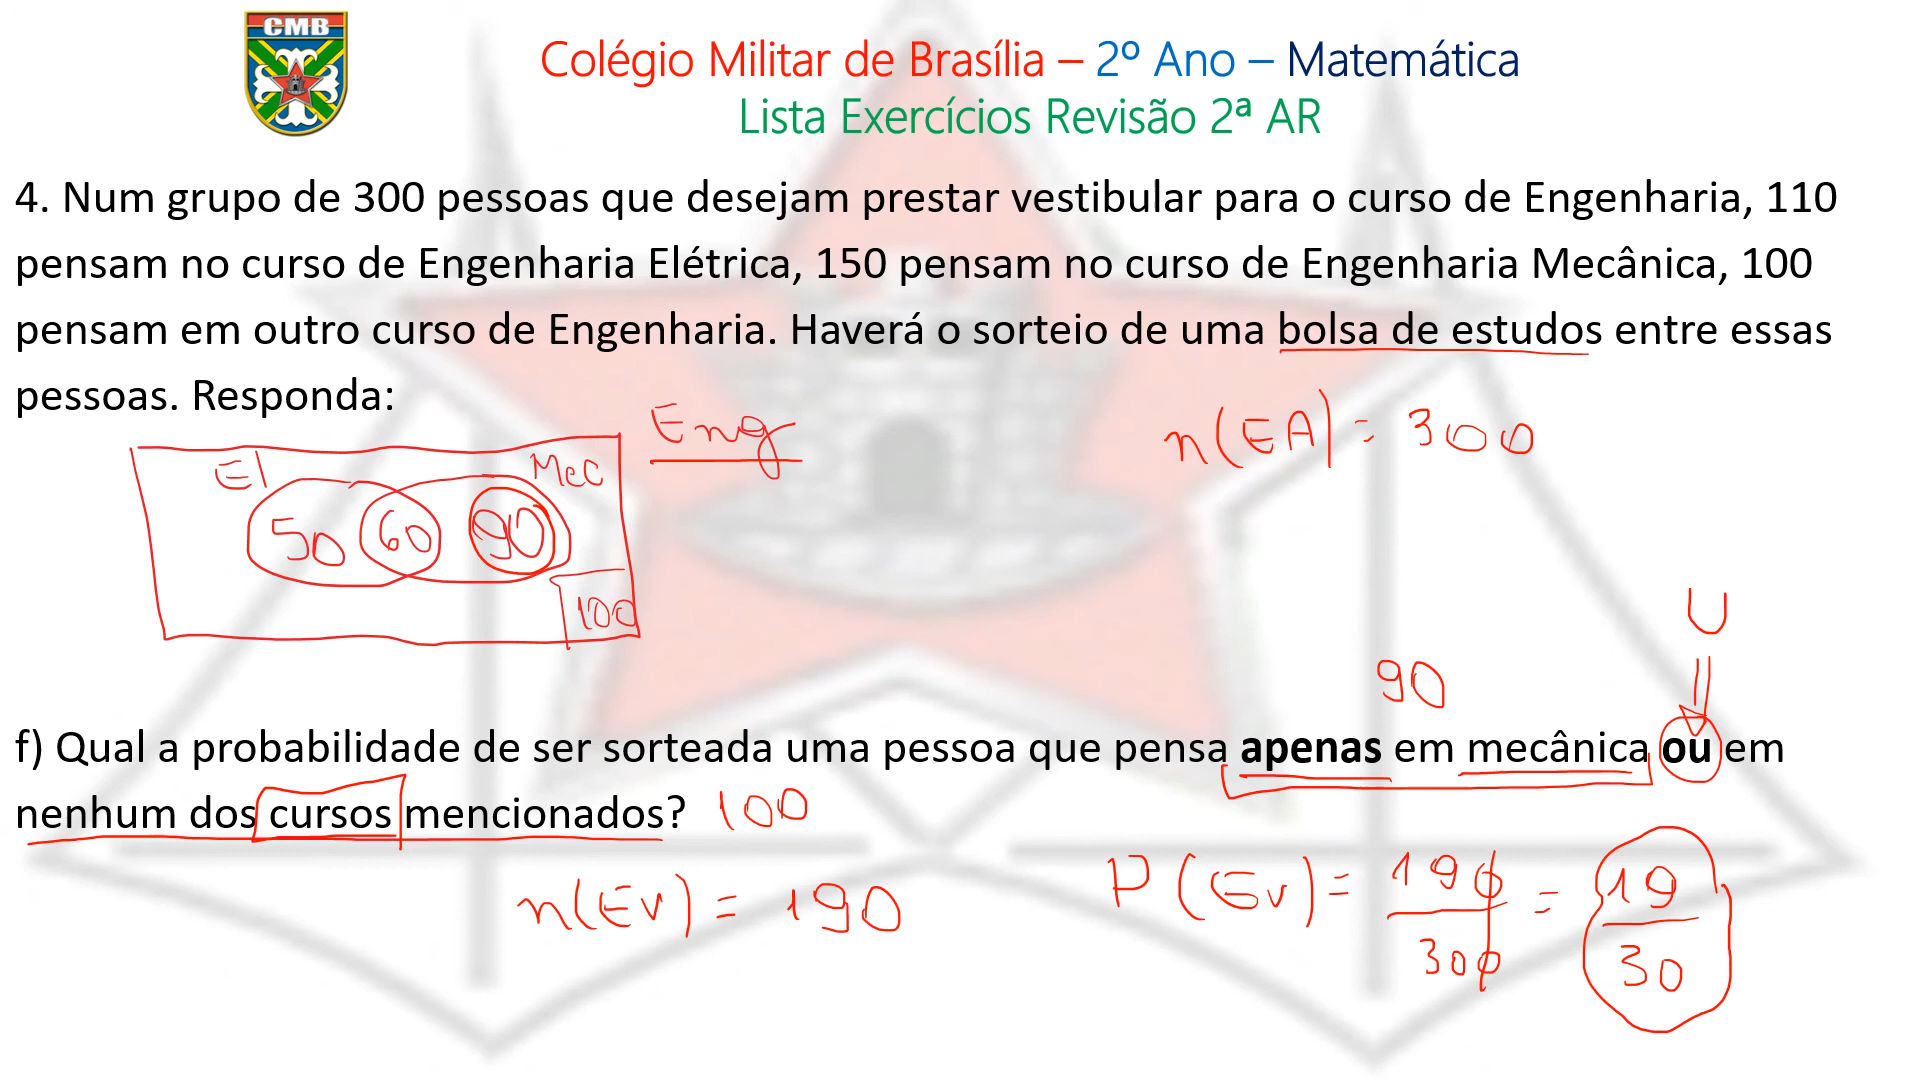 CMB
Colégio Militar de Brasília – 2º Ano – Matemática
Lista Exercícios Revisão 2ª AR
4. Num grupo de 300 pessoas que desejam prestar vestibular para o curso de Engenharia, 110
pensam no curso de Engenharia Elétrica, 150 pensam no curso de Engenharia Mecânica, 100
pensam em outro curso de Engenharia. Haverá o sorteio de uma bolsa de estudos entre essas
pessoas. Responda:
Eng
n(EA) = 300
El Mec
50 60 90
100
U
90
f) Qual a probabilidade de ser sorteada uma pessoa que pensa apenas em mecânica ou em
nenhum dos cursos mencionados? 100
n(Ev) = 190
P(Ev) = 190/300 = 19/30